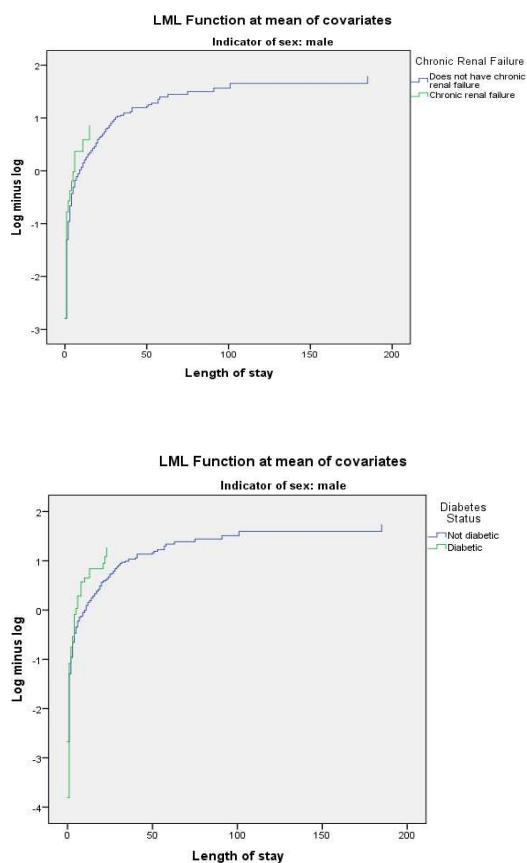 LML Function at mean of covariates
Indicator of sex: male
Chronic Renal Failure
Does not have chronic
renal failure
Chronic renal failure
Log minus log
2
1
0
-1
-2
-3
0
50
100
150
200
Length of stay
LML Function at mean of covariates
Indicator of sex: male
Diabetes
Status
Not diabetic
Diabetic
Log minus log
2
1
0
-1
-2
-3
-4
0
50
100
150
200
Length of stay